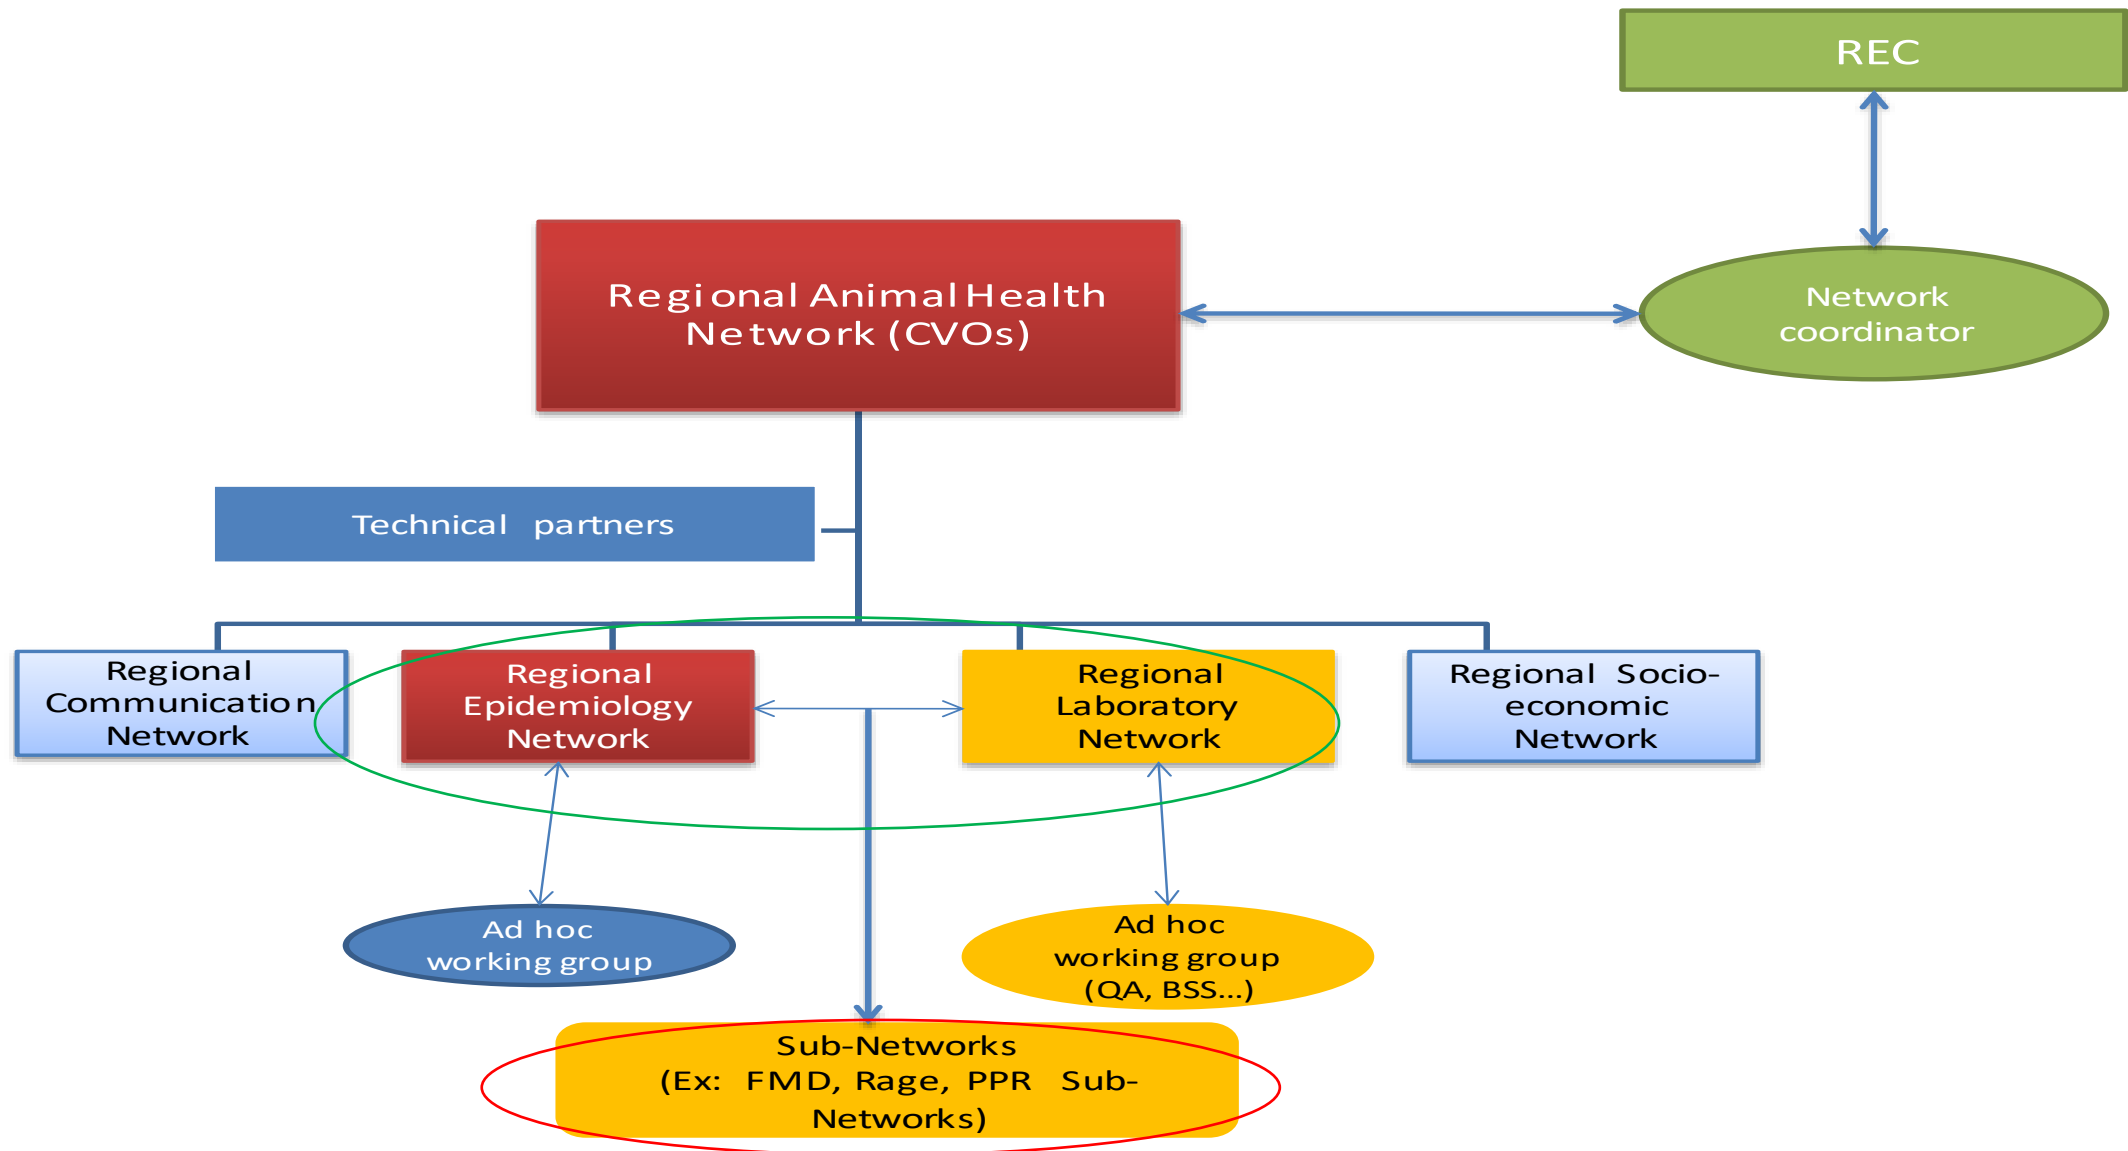 REC
Regional Animal Health
Network (CVOs)
Network
coordinator
Technical partners
Regional
Communication
Network
Regional
Epidemiology
Network
Regional
Laboratory
Network
Regional Socio-
economic
Network
Ad hoc
working group
Ad hoc
working group
(QA, BSS...)
Sub-Networks
(Ex: FMD, Rage, PPR Sub-
Networks)